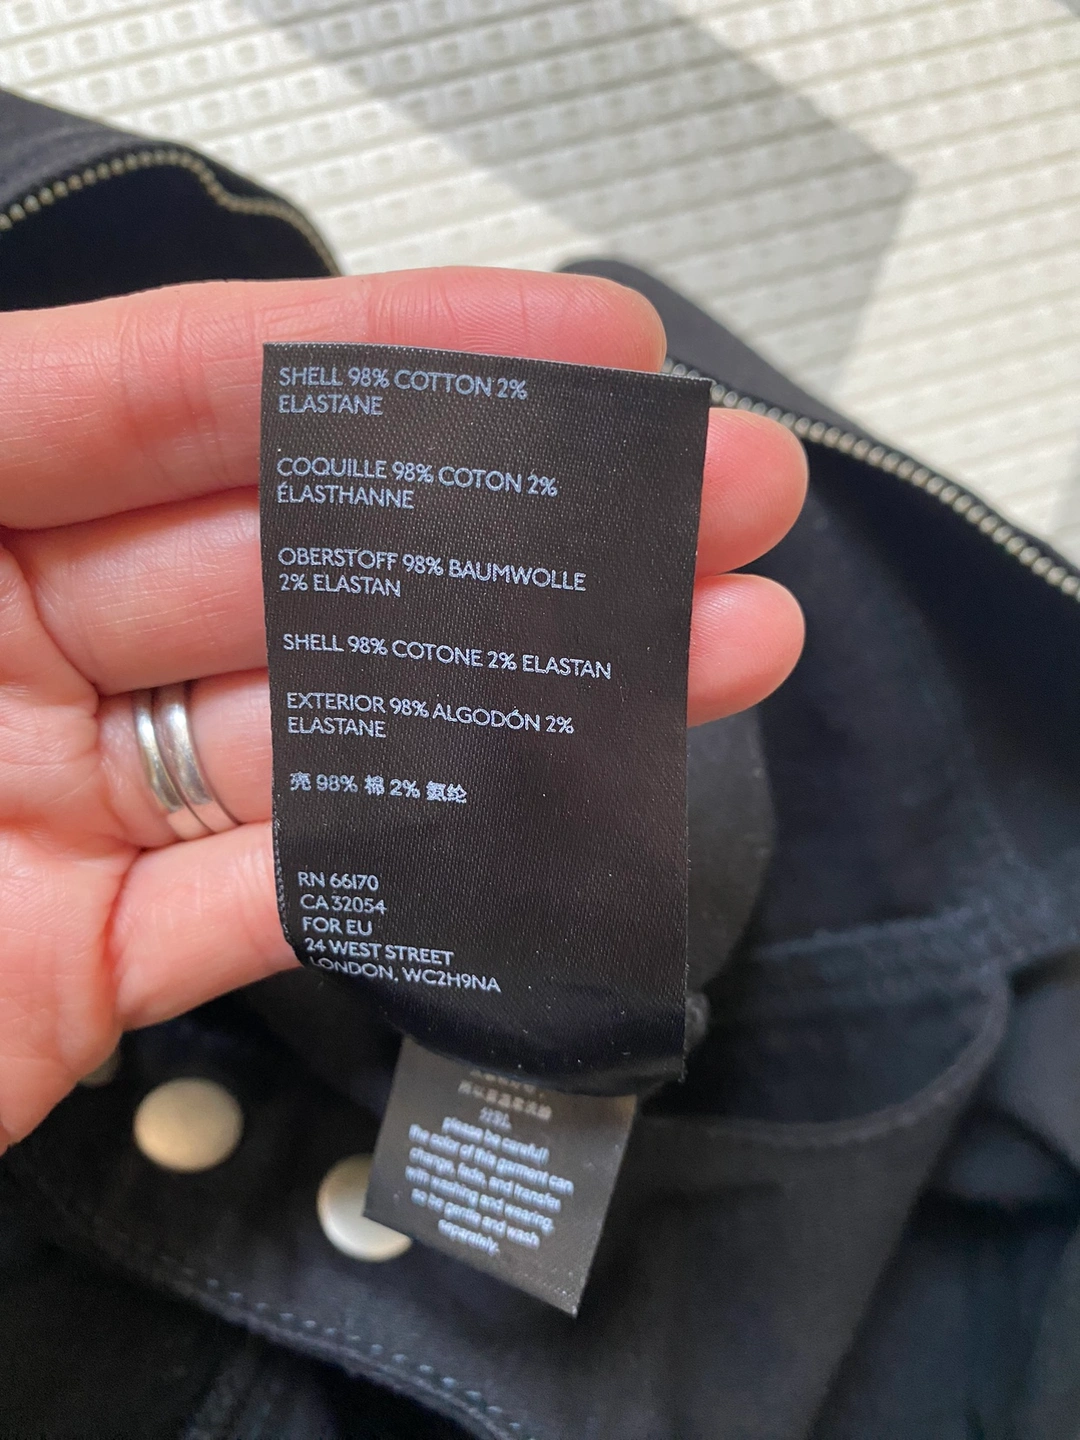 SHELL 98% COTTON 2%
ELASTANE
COQUILLE 98% COTON 2%
ÉLASTHANNE
OBERSTOFF 98% BAUMWOLLE
2% ELASTAN
SHELL 98% COTONE 2% ELASTAN
EXTERIOR 98% ALGODÓN 2%
ELASTANE
亮 98% 棉 2% 氨纶
RN 66170
CA 32054
FOR EU
24 WEST STREET
LONDON, WC2H9NA
please be careful!
the color of this garment can
change, fade, and transfer
with washing and wearing.
so be gentle and wash
separately.